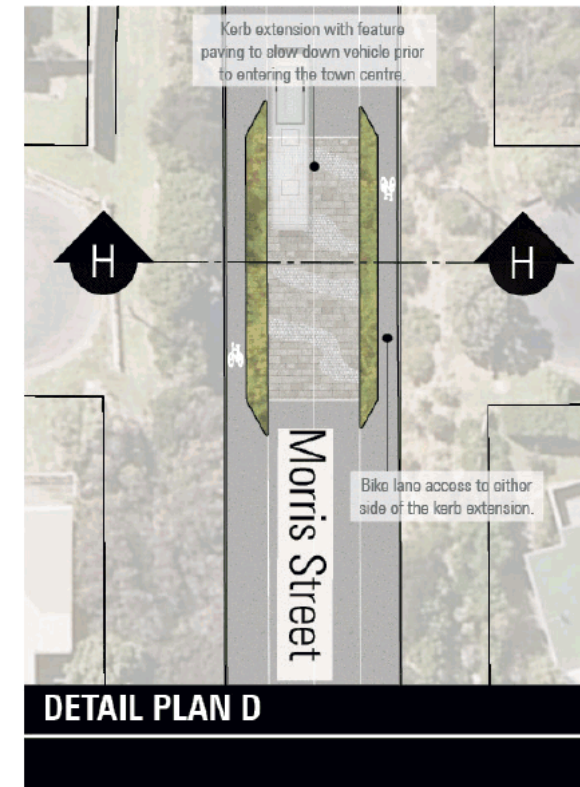 Kerb extension with feature
paving to slow down vehicle prior
to entering the town centre.
H
H
Bike lane access to either
side of the kerb extension.
Morris Street
DETAIL PLAN D